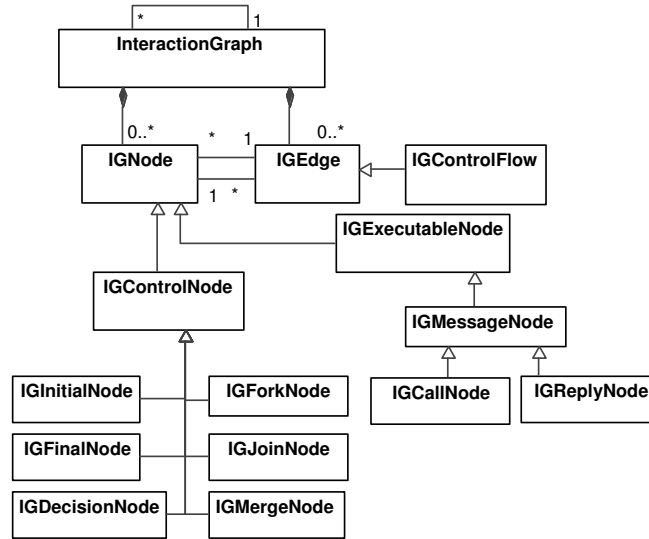 * 1
InteractionGraph
0..* 0..*
* 1
IGNode IGEdge IGControlFlow
1 *
IGExecutableNode
IGControlNode
IGMessageNode
IGInitialNode IGForkNode IGCallNode IGReplyNode
IGFinalNode IGJoinNode
IGDecisionNode IGMergeNode